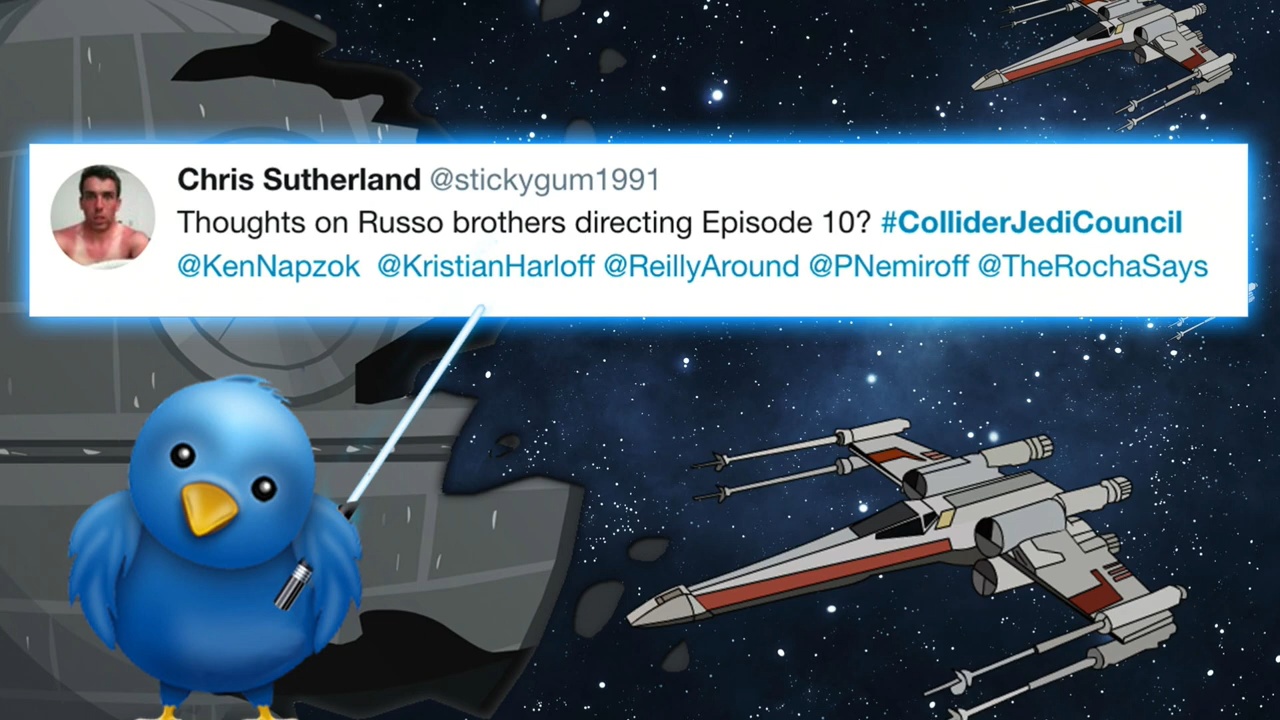 Chris Sutherland @stickygum1991
Thoughts on Russo brothers directing Episode 10? #ColliderJediCouncil
@KenNapzok @KristianHarloff @ReillyAround @PNemiroff @TheRochaSays